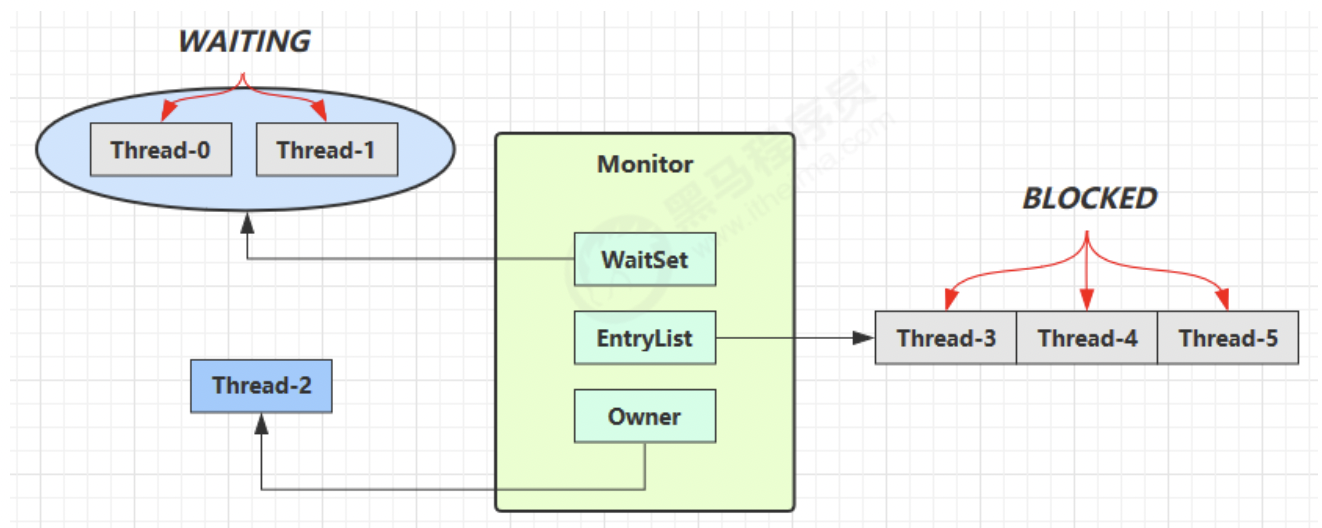 WAITING
Thread-0
Thread-1
Monitor
黑马程序员
www.itheima.com
BLOCKED
WaitSet
EntryList
Thread-3
Thread-4
Thread-5
Thread-2
Owner